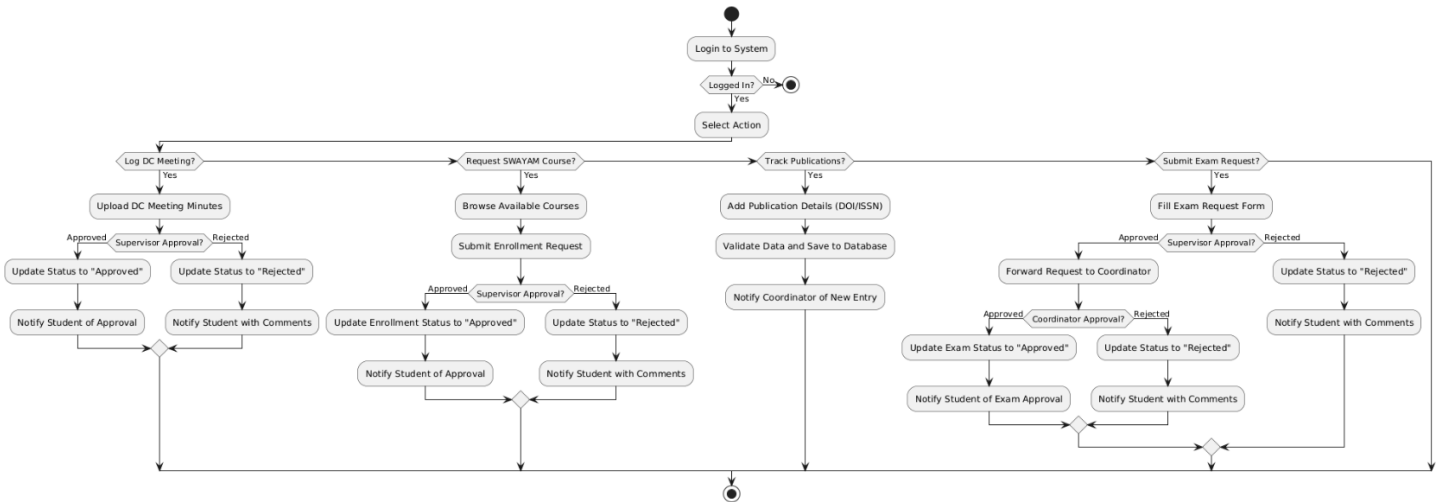 Login to System
Logged In?
No
Yes
Select Action
Log DC Meeting?
Yes
Upload DC Meeting Minutes
Supervisor Approval?
Approved
Rejected
Update Status to "Approved"
Update Status to "Rejected"
Notify Student of Approval
Notify Student with Comments
Request SWAYAM Course?
Yes
Browse Available Courses
Submit Enrollment Request
Supervisor Approval?
Approved
Rejected
Update Enrollment Status to "Approved"
Update Status to "Rejected"
Notify Student of Approval
Notify Student with Comments
Track Publications?
Yes
Add Publication Details (DOI/ISSN)
Validate Data and Save to Database
Notify Coordinator of New Entry
Submit Exam Request?
Yes
Fill Exam Request Form
Supervisor Approval?
Approved
Rejected
Forward Request to Coordinator
Coordinator Approval?
Approved
Rejected
Update Exam Status to "Approved"
Update Status to "Rejected"
Notify Student of Exam Approval
Notify Student with Comments
Update Status to "Rejected"
Notify Student with Comments